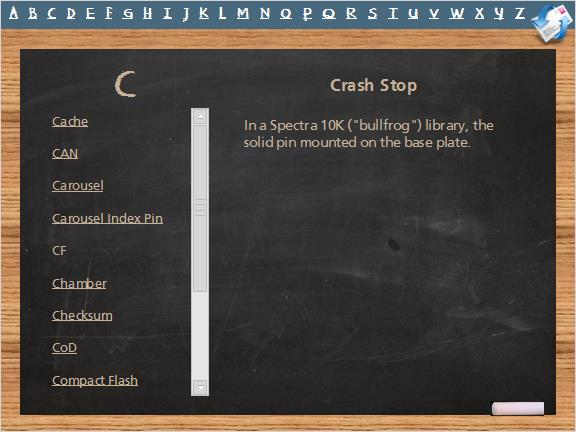 A B C D E F G H I J K L M N O P Q R S T U V W X Y Z
C
Cache
CAN
Carousel
Carousel Index Pin
CF
Chamber
Checksum
CoD
Compact Flash
Crash Stop
In a Spectra 10K ("bullfrog") library, the
solid pin mounted on the base plate.